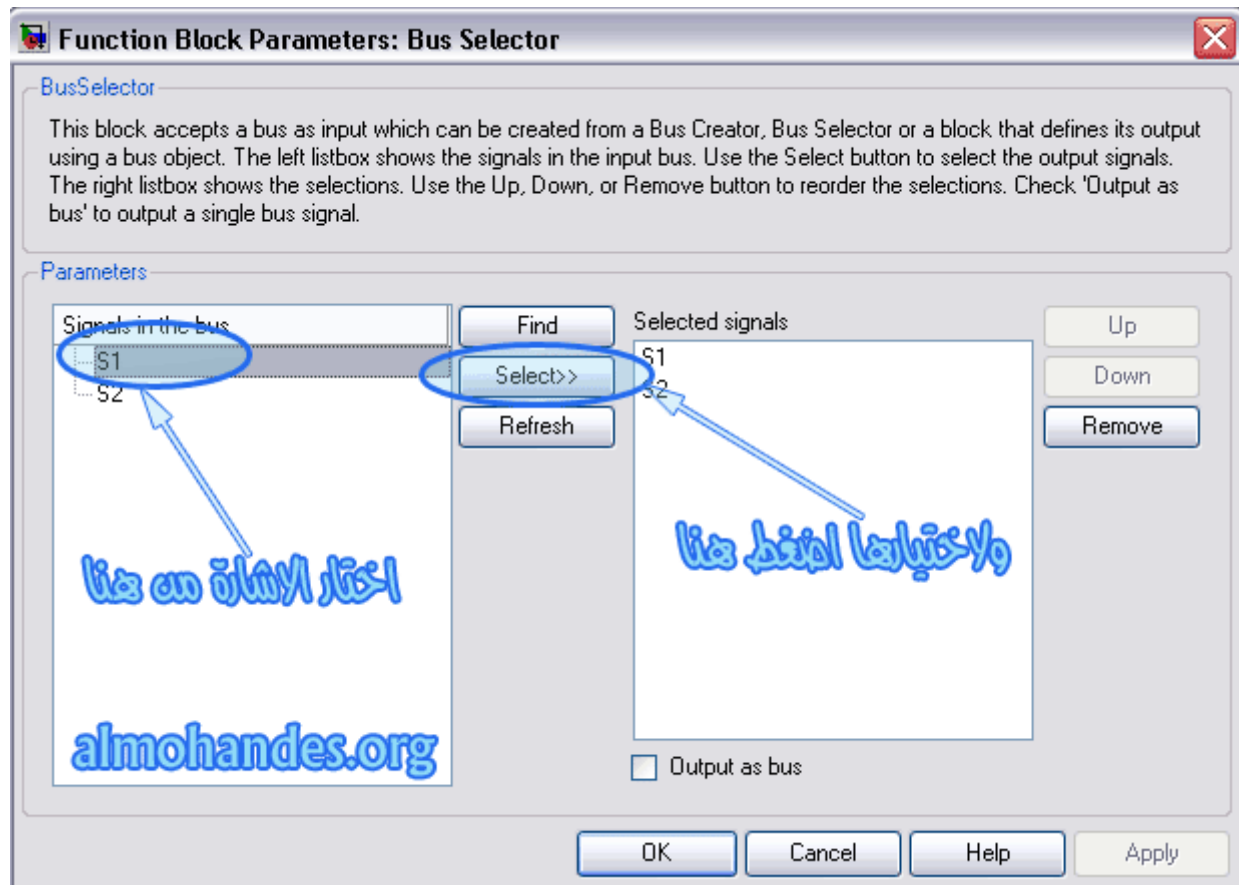 Function Block Parameters: Bus Selector
BusSelector
This block accepts a bus as input which can be created from a Bus Creator, Bus Selector or a block that defines its output
using a bus object. The left listbox shows the signals in the input bus. Use the Select button to select the output signals.
The right listbox shows the selections. Use the Up, Down, or Remove button to reorder the selections. Check 'Output as
bus' to output a single bus signal.
Parameters
Signals in the bus
S1
S2
Find
Select>>
Refresh
Selected signals
S1
S2
Up
Down
Remove
اختار الاشارة من هنا
ولاختيارها اضغط هنا
almohandes.org
Output as bus
OK
Cancel
Help
Apply